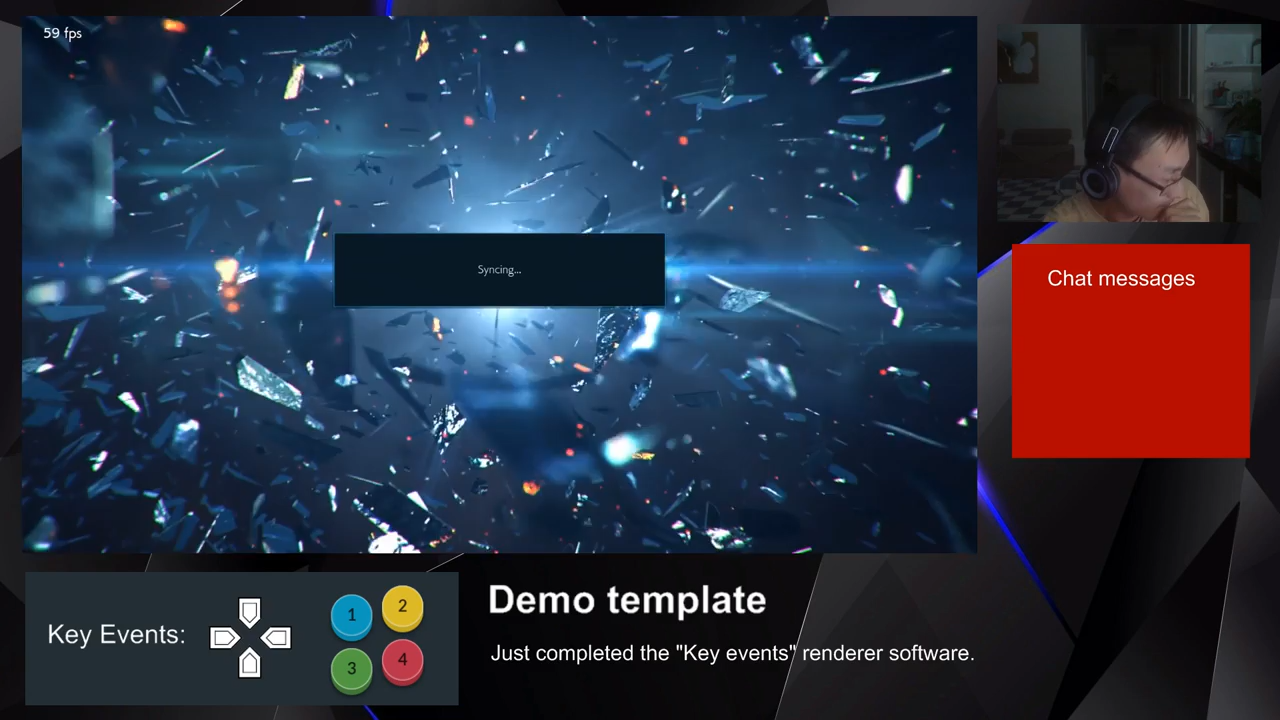 59 fps
Syncing...
Chat messages
Key Events:
1
2
3
4
Demo template
Just completed the "Key events" renderer software.